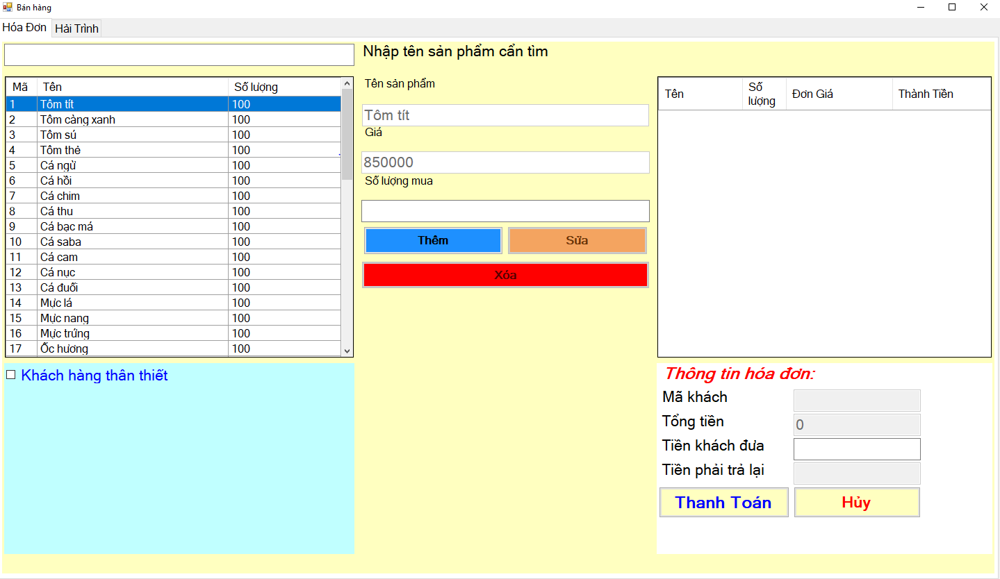 Bán hàng
Hóa Đơn Hải Trình
Nhập tên sản phẩm cẩn tìm
Mã Tên Số lượng
1 Tôm tít 100
2 Tôm càng xanh 100
3 Tôm sú 100
4 Tôm thẻ 100
5 Cá ngừ 100
6 Cá hồi 100
7 Cá chim 100
8 Cá thu 100
9 Cá bạc má 100
10 Cá saba 100
11 Cá cam 100
12 Cá nục 100
13 Cá đuối 100
14 Mực lá 100
15 Mực nang 100
16 Mực trứng 100
17 Ốc hương 100
Tên sản phẩm
Tôm tít
Giá
850000
Số lượng mua
Thêm Sửa
Xóa
Tên Số lượng Đơn Giá Thành Tiền
Khách hàng thân thiết
Thông tin hóa đơn:
Mã khách
Tổng tiền 0
Tiền khách đưa
Tiền phải trả lại
Thanh Toán Hủy